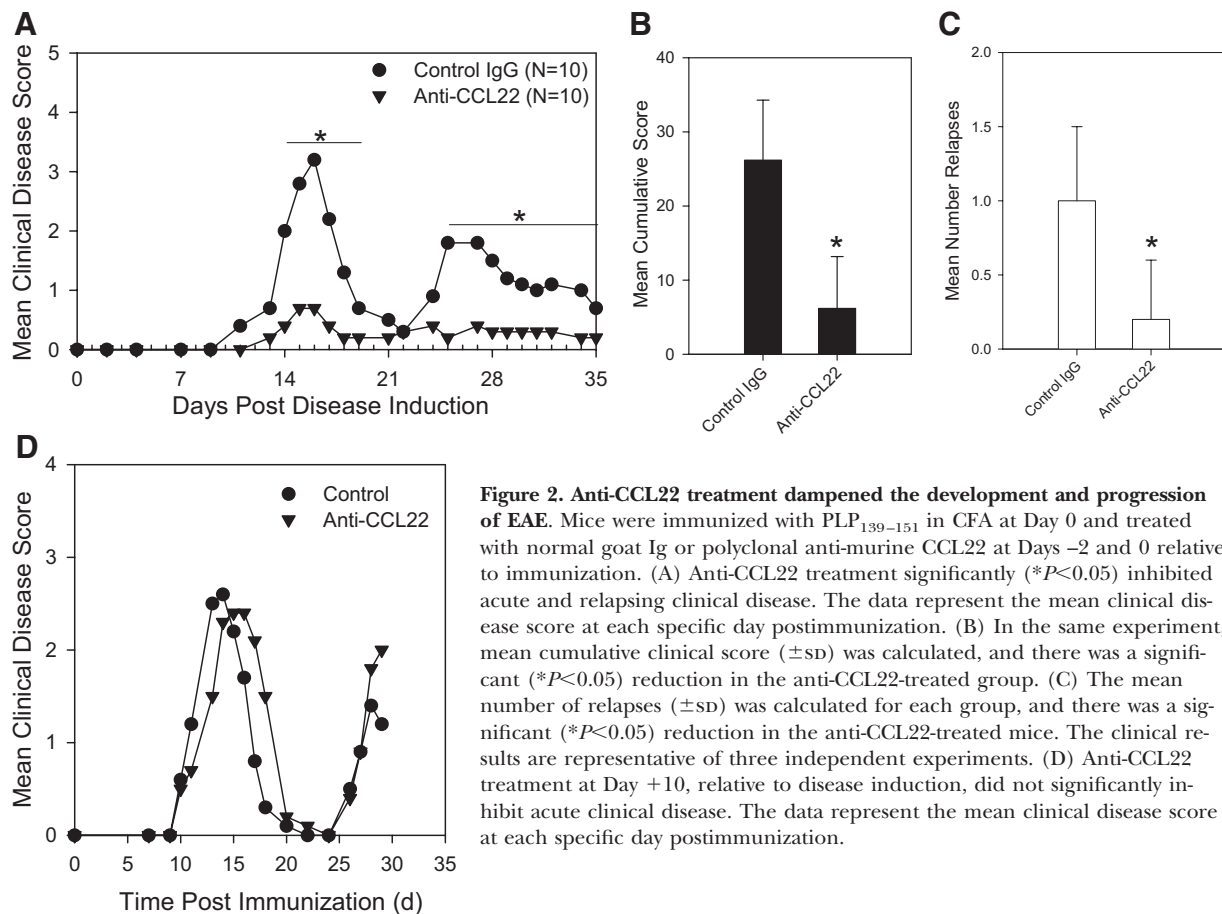 A
Mean Clinical Disease Score
5
4
3
2
1
0
Control IgG (N=10)
Anti-CCL22 (N=10)
*
*
0 7 14 21 28 35
Days Post Disease Induction
B
Mean Cumulative Score
40
30
20
10
0
*
Control IgG
Anti-CCL22
C
Mean Number Relapses
2.0
1.5
1.0
0.5
0.0
*
Control IgG
Anti-CCL22
D
Mean Clinical Disease Score
4
3
2
1
0
Control
Anti-CCL22
0 5 10 15 20 25 30 35
Time Post Immunization (d)
Figure 2. Anti-CCL22 treatment dampened the development and progression
of EAE. Mice were immunized with PLP139–151 in CFA at Day 0 and treated
with normal goat Ig or polyclonal anti-murine CCL22 at Days –2 and 0 relative
to immunization. (A) Anti-CCL22 treatment significantly (*P<0.05) inhibited
acute and relapsing clinical disease. The data represent the mean clinical dis-
ease score at each specific day postimmunization. (B) In the same experiment,
mean cumulative clinical score (±SD) was calculated, and there was a signifi-
cant (*P<0.05) reduction in the anti-CCL22-treated group. (C) The mean
number of relapses (±SD) was calculated for each group, and there was a sig-
nificant (*P<0.05) reduction in the anti-CCL22-treated mice. The clinical re-
sults are representative of three independent experiments. (D) Anti-CCL22
treatment at Day +10, relative to disease induction, did not significantly in-
hibit acute clinical disease. The data represent the mean clinical disease score
at each specific day postimmunization.